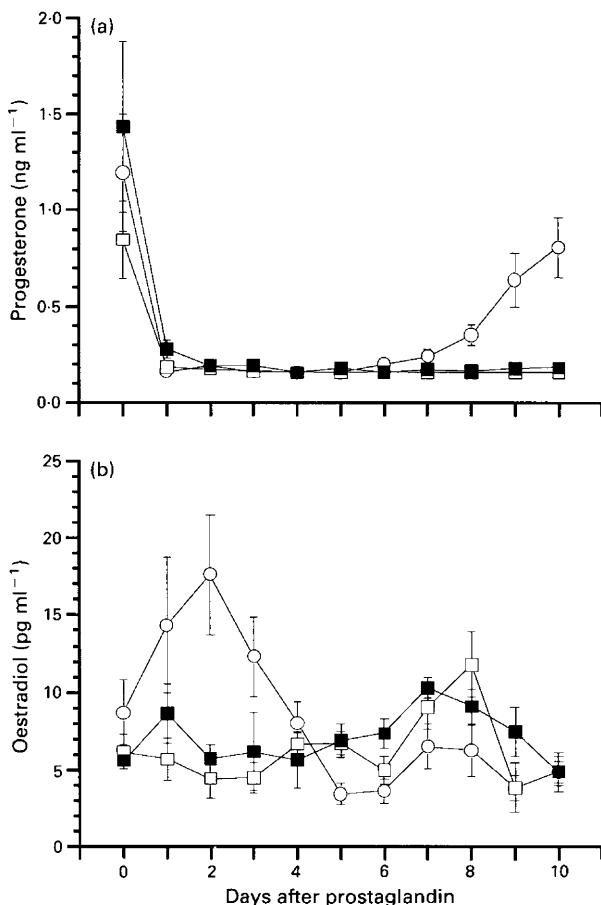 (a)
Progesterone (ng ml⁻¹)
2·0
1·5
1·0
0·5
0·0
(b)
Oestradiol (pg ml⁻¹)
25
20
15
10
5
0
0 2 4 6 8 10
Days after prostaglandin